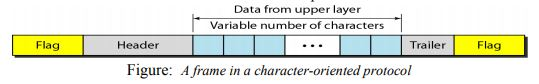 Data from upper layer
Variable number of characters
Flag Header ••• Trailer Flag
Figure: A frame in a character-oriented protocol